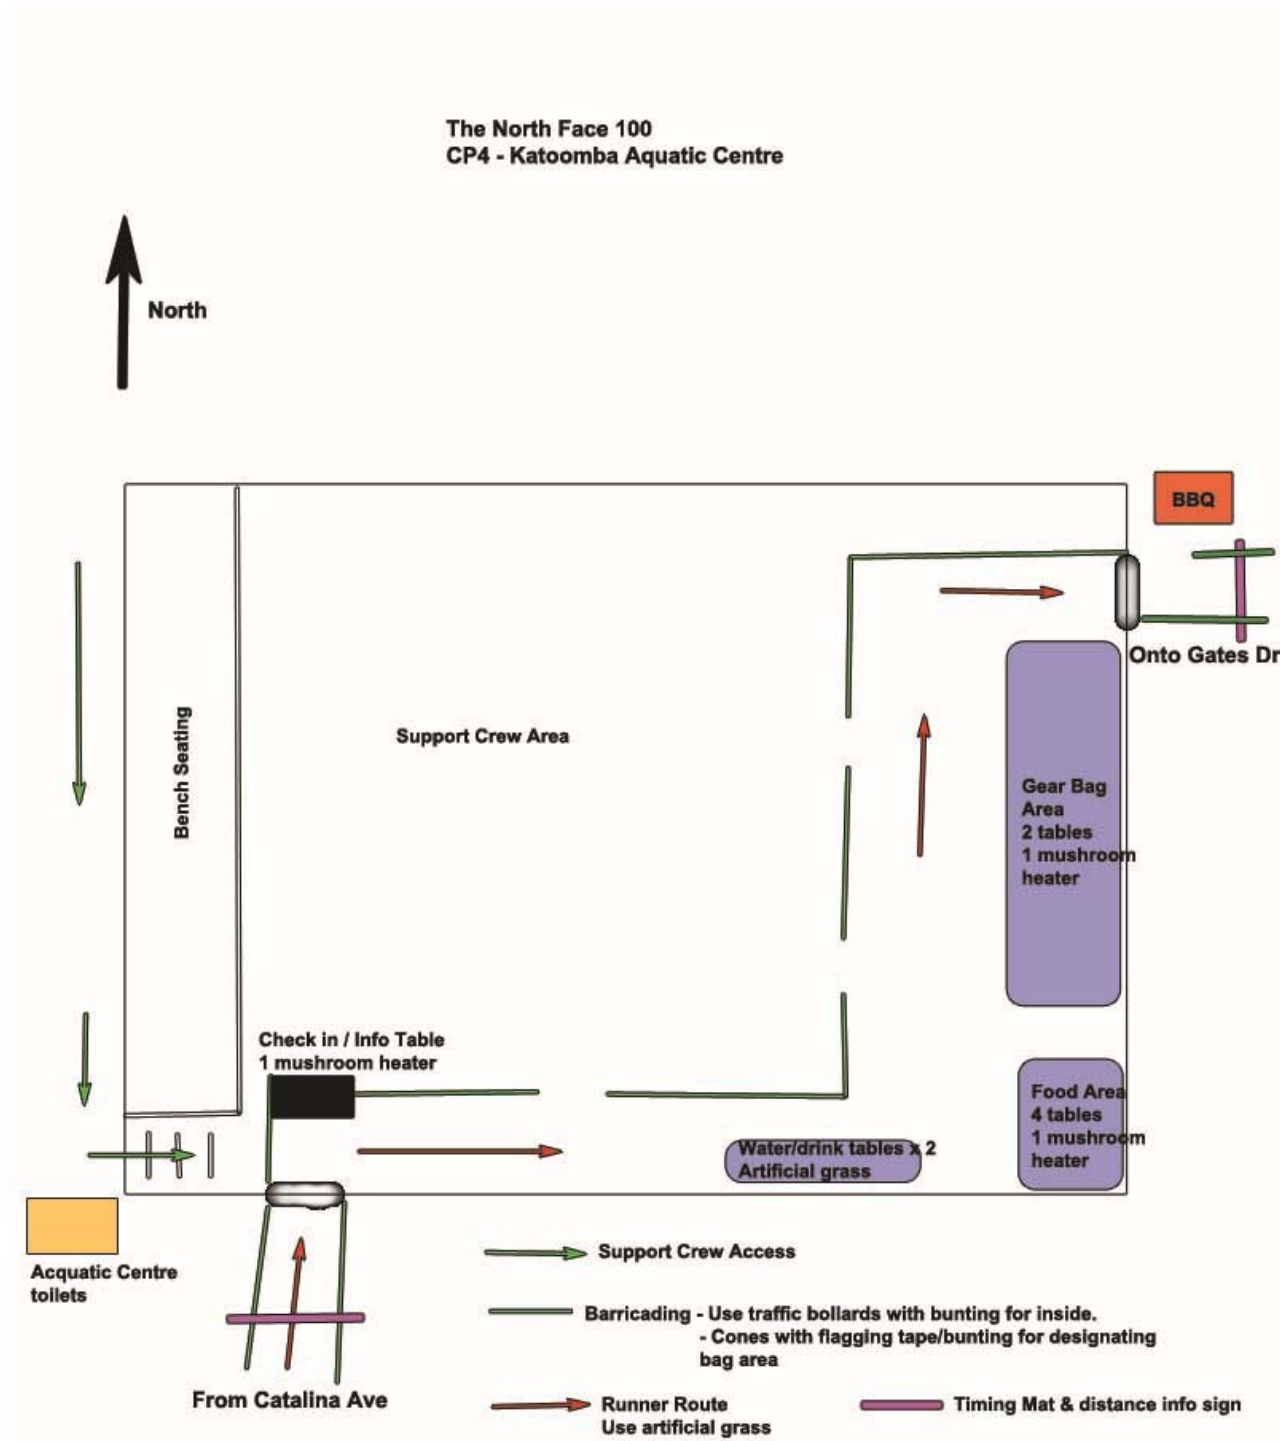 The North Face 100
CP4 - Katoomba Aquatic Centre
North
BBQ
Onto Gates Dr
Bench Seating
Support Crew Area
Gear Bag
Area
2 tables
1 mushroom
heater
Check in / Info Table
1 mushroom heater
Food Area
4 tables
1 mushroom
heater
Water/drink tables x 2
Artificial grass
Acquatic Centre
toilets
From Catalina Ave
Support Crew Access
Barricading - Use traffic bollards with bunting for inside.
- Cones with flagging tape/bunting for designating
bag area
Runner Route
Use artificial grass
Timing Mat & distance info sign